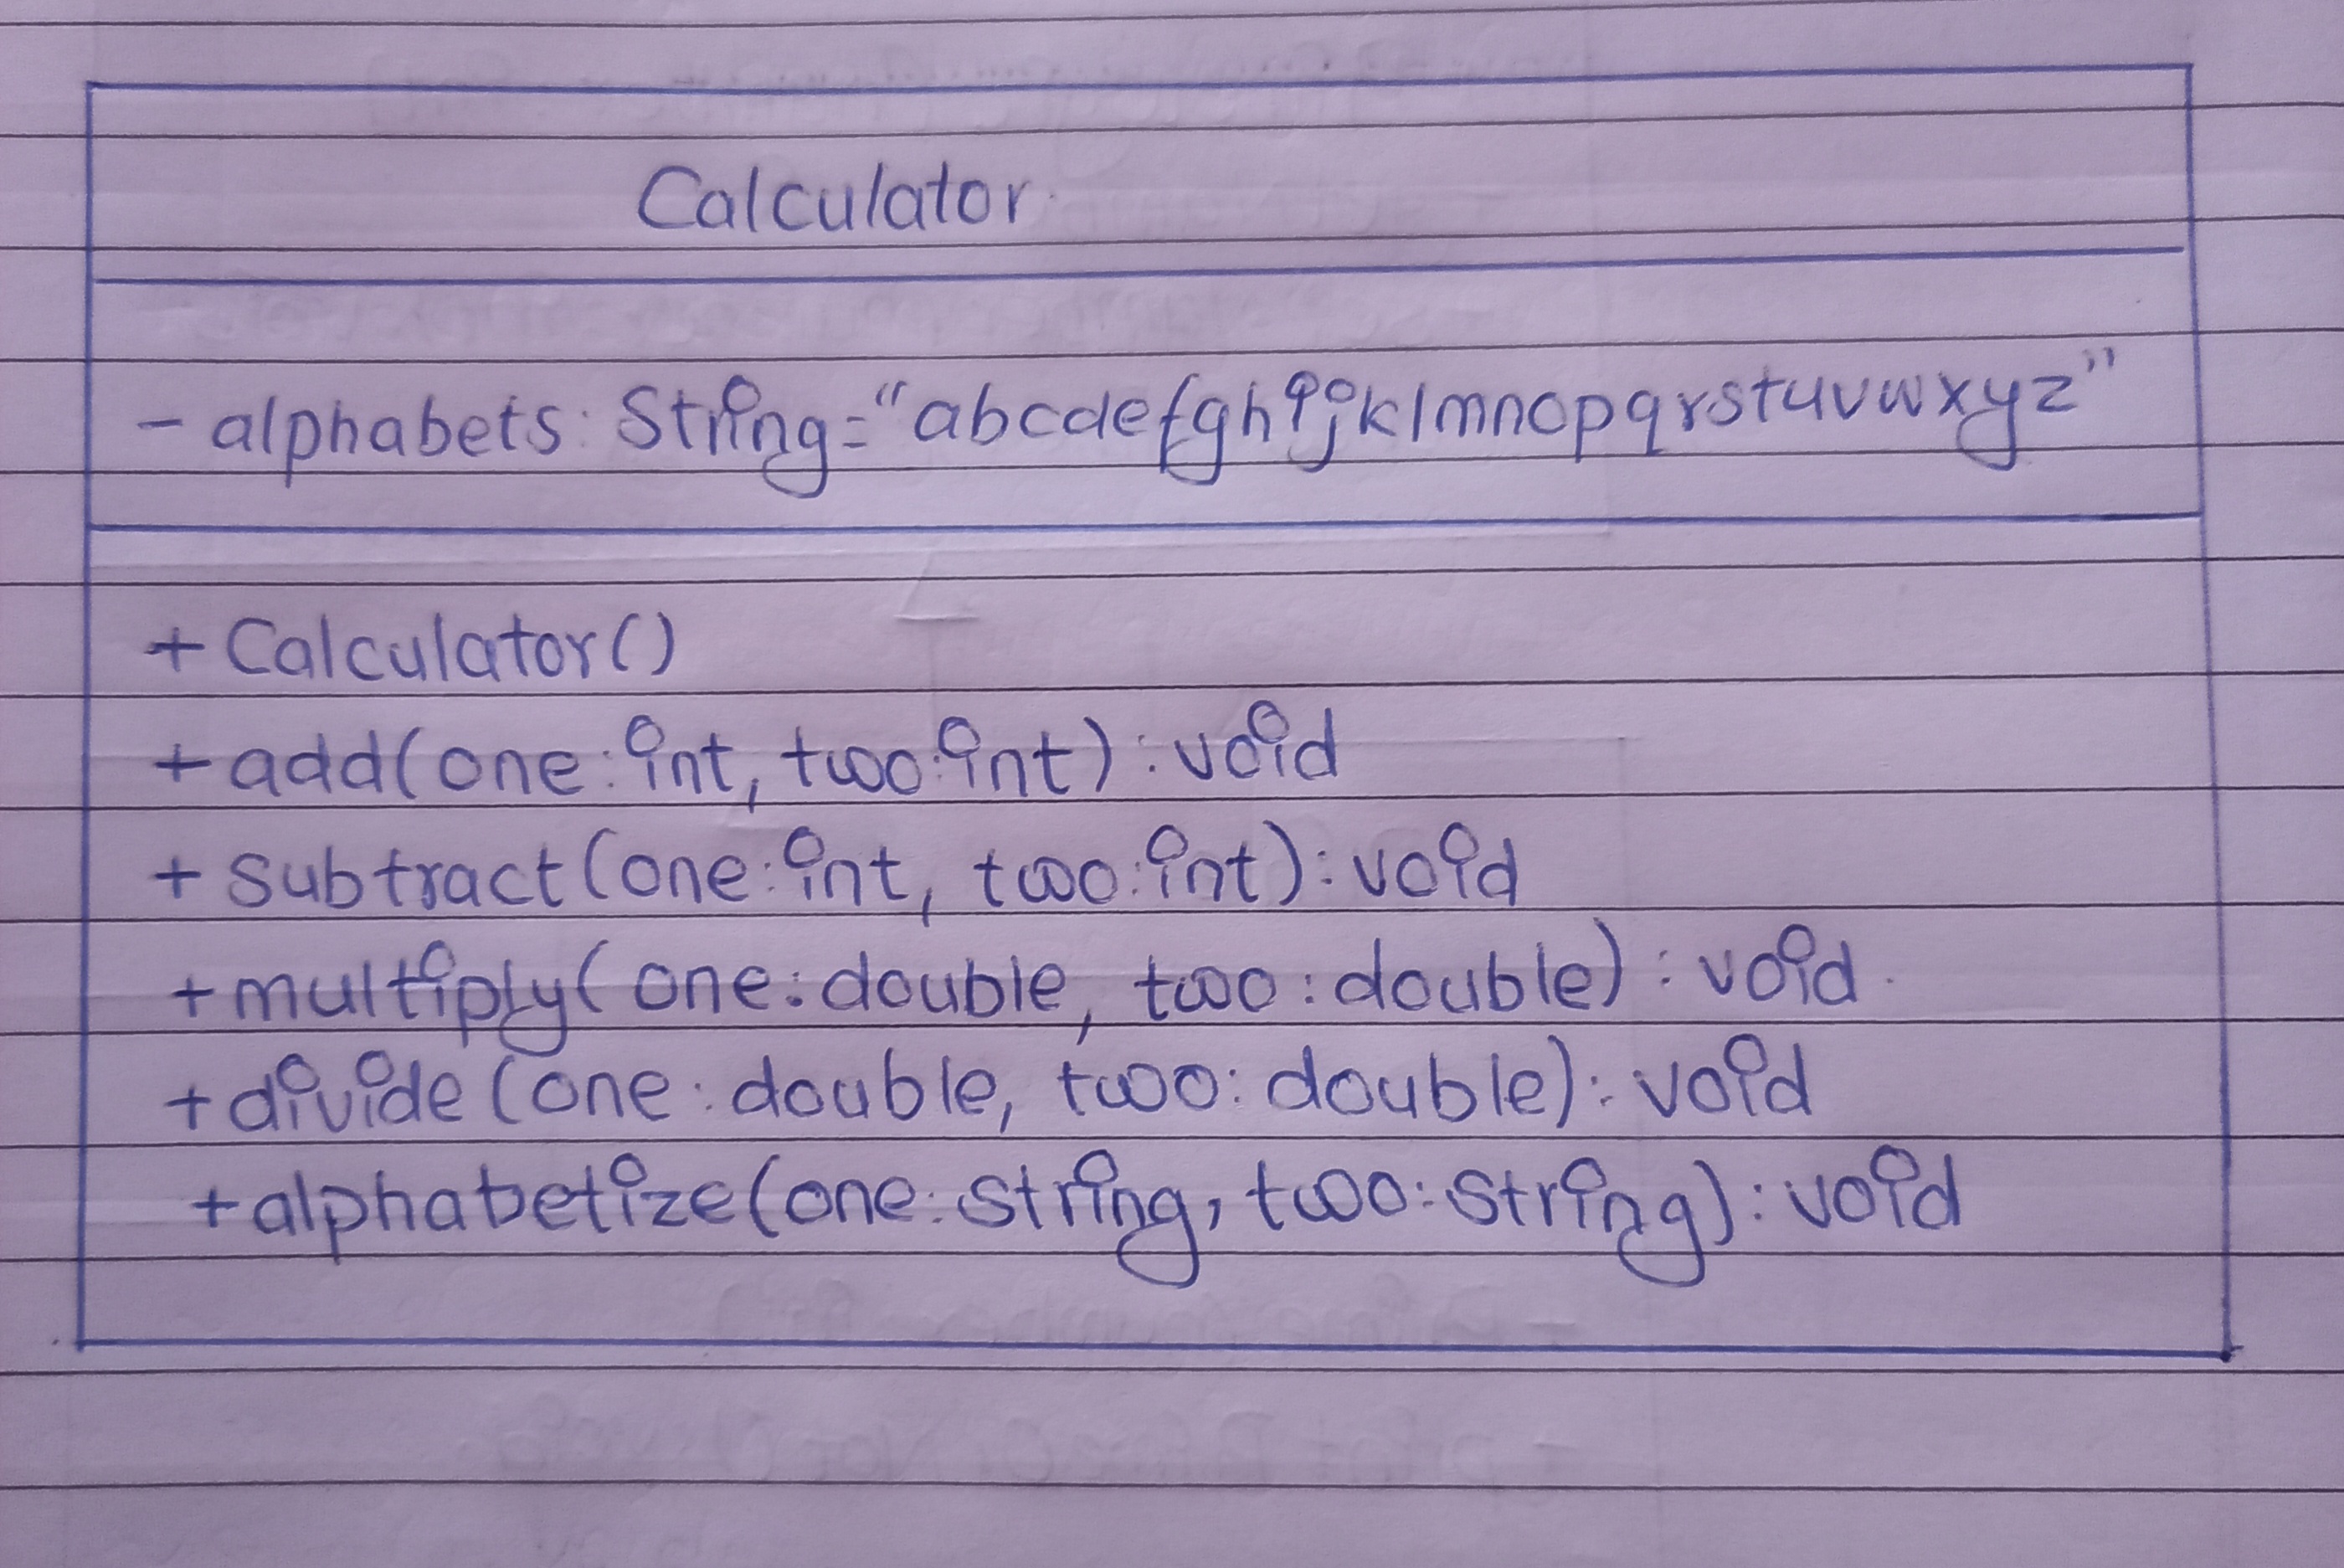 Calculator
- alphabets: String="abcdefghijklmnopqrstuvwxyz"
+ Calculator()
+ add(one: int, two: int) : void
+ subtract(one: int, two: int): void
+ multiply(one: double, two: double) : void
+ divide(one: double, two: double): void
+ alphabetize(one: string, two: string): void